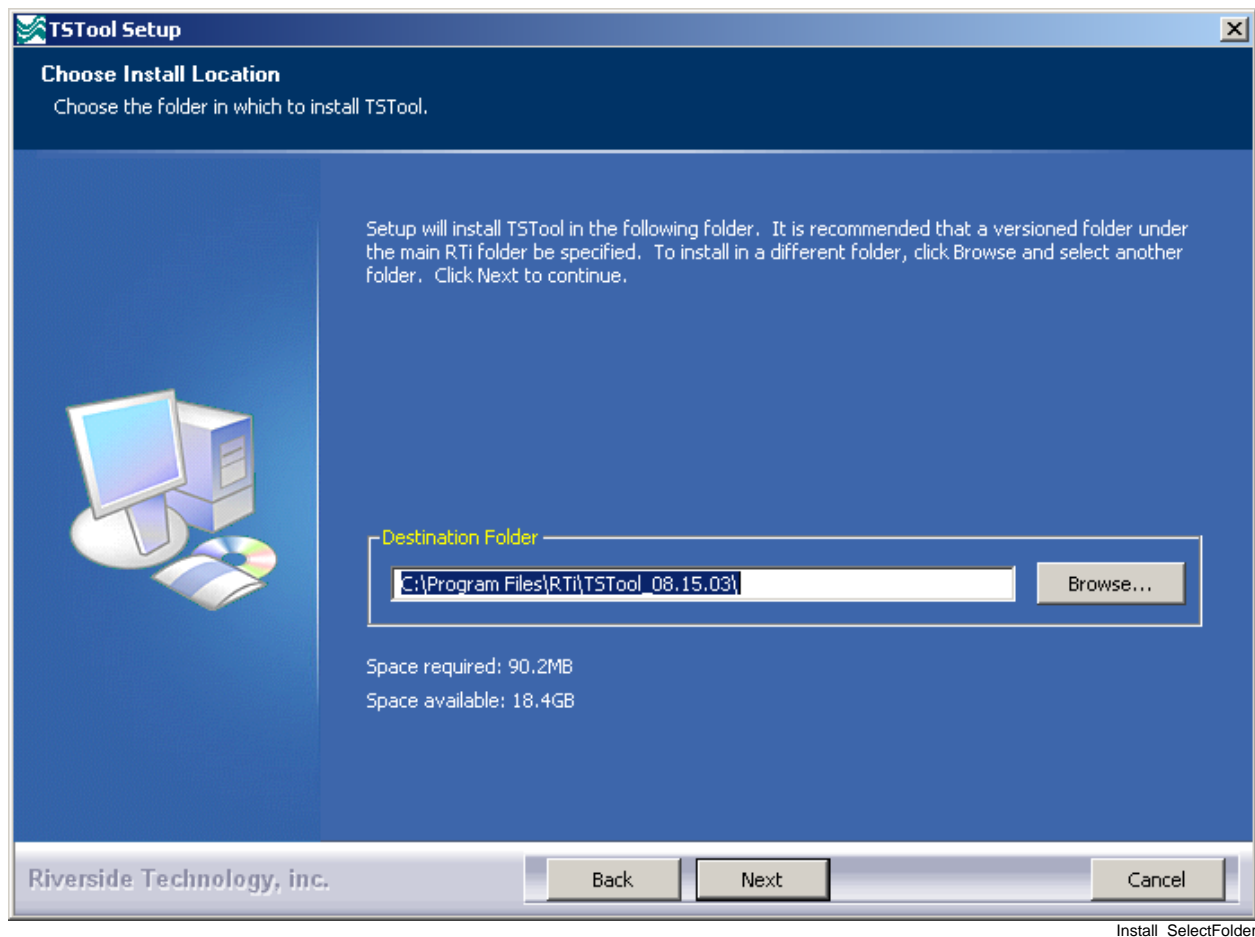 TSTool Setup
Choose Install Location
Choose the folder in which to install TSTool.
Setup will install TSTool in the following folder.  It is recommended that a versioned folder under
the main RTi folder be specified.  To install in a different folder, click Browse and select another
folder.  Click Next to continue.
Destination Folder
C:\Program Files\RTi\TSTool_08.15.03\
Browse...
Space required: 90.2MB
Space available: 18.4GB
Riverside Technology, inc.
Back
Next
Cancel
Install_SelectFolder